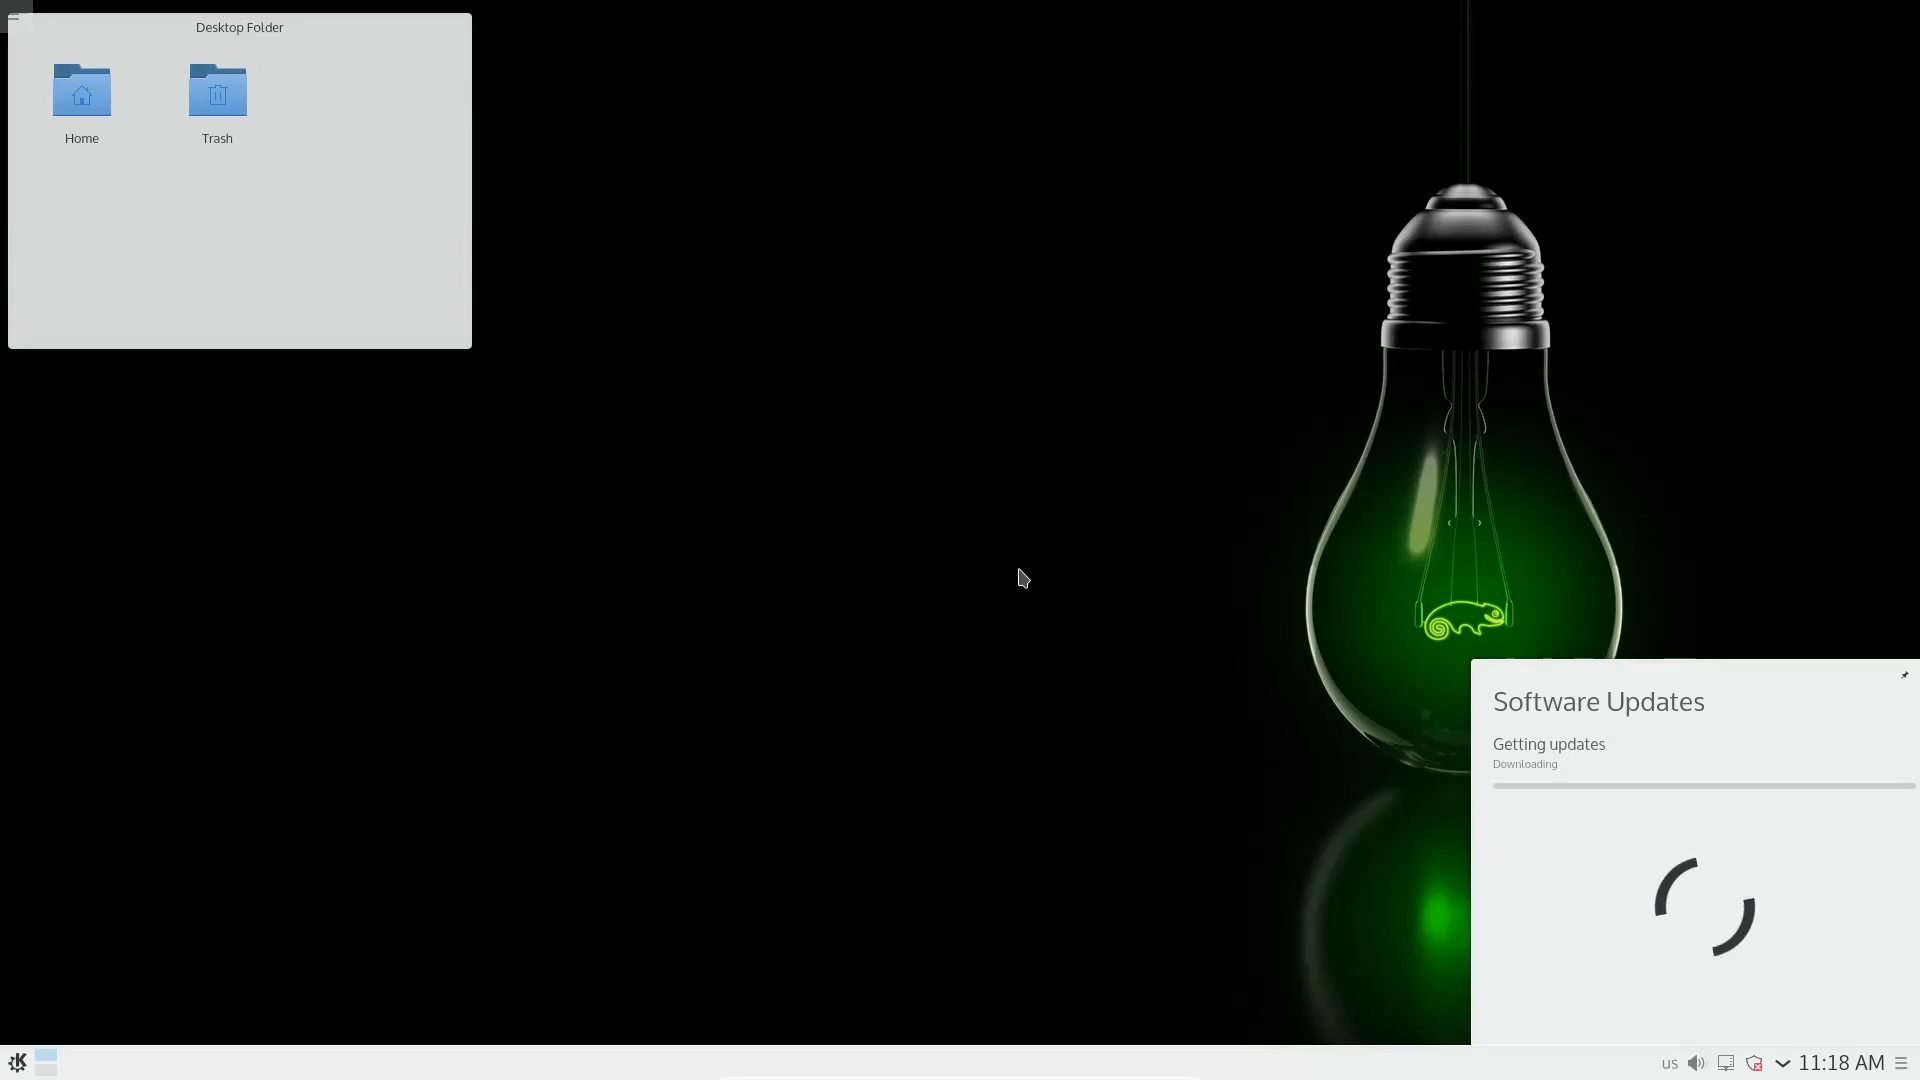 Desktop Folder
Home
Trash
Software Updates
Getting updates
Downloading
us
11:18 AM